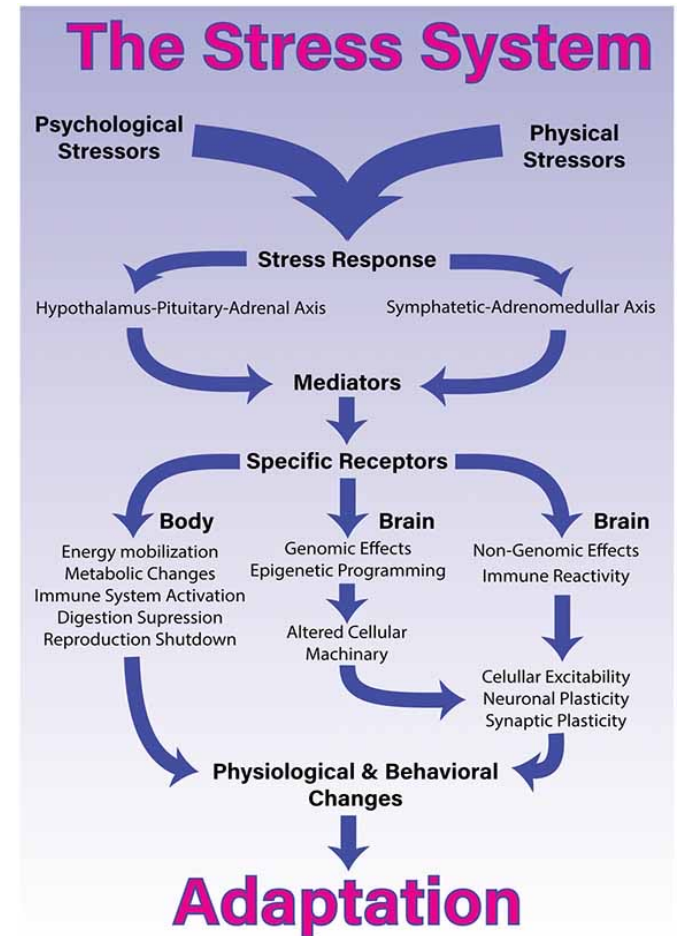 The Stress System
Psychological
Stressors
Physical
Stressors
Stress Response
Hypothalamus-Pituitary-Adrenal Axis
Symphatetic-Adrenomedullar Axis
Mediators
Specific Receptors
Body
Energy mobilization
Metabolic Changes
Immune System Activation
Digestion Supression
Reproduction Shutdown
Brain
Genomic Effects
Epigenetic Programming
Altered Cellular
Machinary
Brain
Non-Genomic Effects
Immune Reactivity
Celullar Excitability
Neuronal Plasticity
Synaptic Plasticity
Physiological & Behavioral
Changes
Adaptation